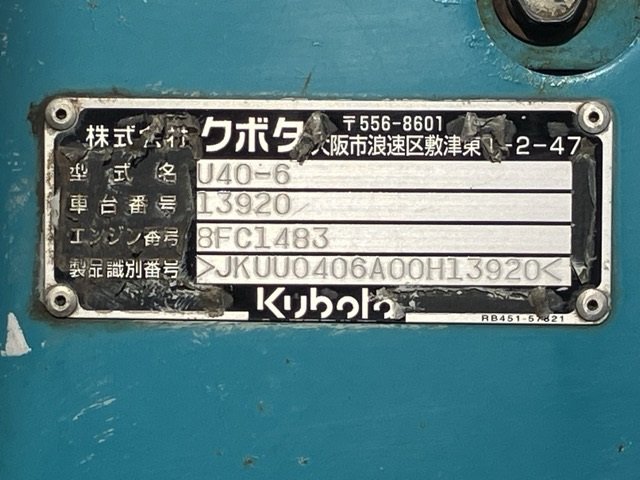 株式会社 クボタ 〒556-8601
大阪市浪速区敷津東1-2-47
型式名 U40-6
車台番号 13920
エンジン番号 8FC1483
製品識別番号 >JKUU0406A00H13920<
Kubota
RB451-57821